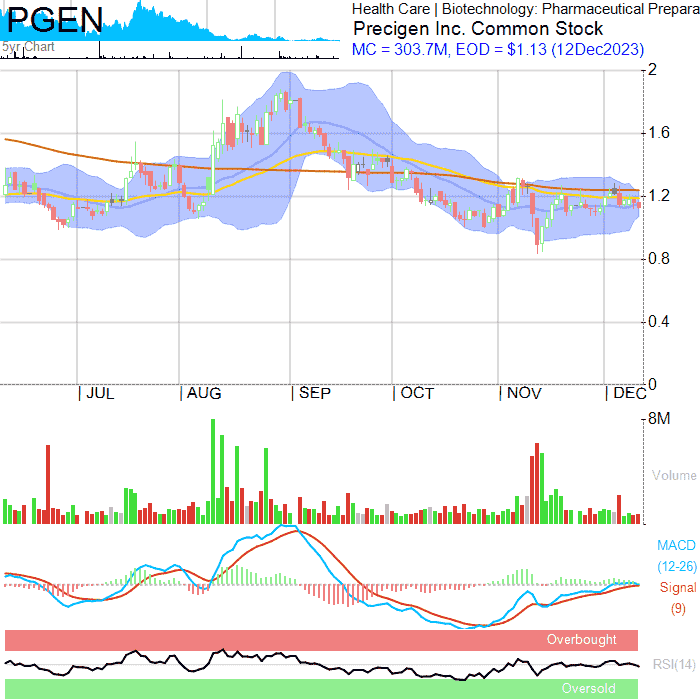 PGEN
5yr Chart
Health Care | Biotechnology: Pharmaceutical Prepara
Precigen Inc. Common Stock
MC = 303.7M, EOD = $1.13 (12Dec2023)
2
1.6
1.2
0.8
0.4
0
| JUL | AUG | SEP | OCT | NOV | DEC
8M
Volume
MACD
(12-26)
Signal
(9)
Overbought
RSI(14)
Oversold